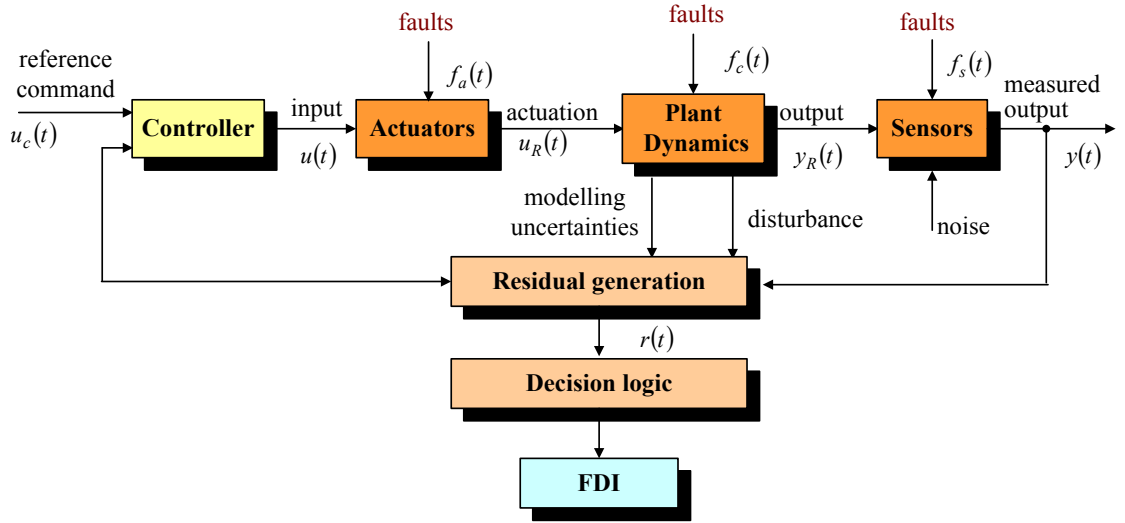 faults
faults
faults
reference
command
u_c(t)
Controller
input
u(t)
f_a(t)
Actuators
actuation
u_R(t)
f_c(t)
Plant
Dynamics
output
y_R(t)
f_s(t)
Sensors
measured
output
y(t)
modelling
uncertainties
disturbance
noise
Residual generation
r(t)
Decision logic
FDI